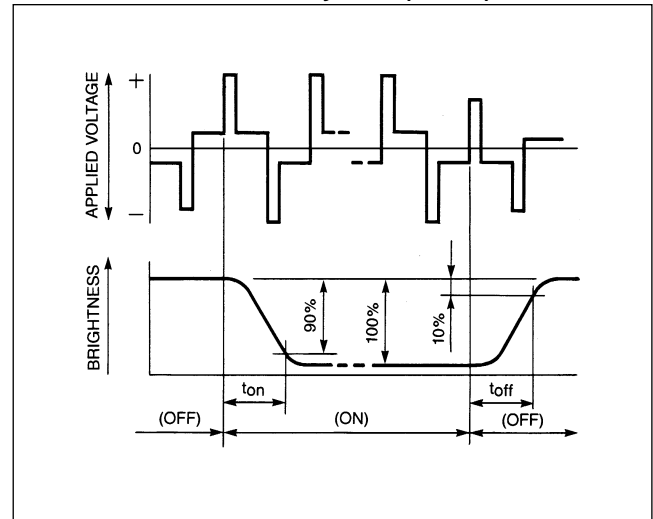 APPLIED VOLTAGE
+
0
–
BRIGHTNESS
90%
100%
10%
ton
toff
(OFF)
(ON)
(OFF)